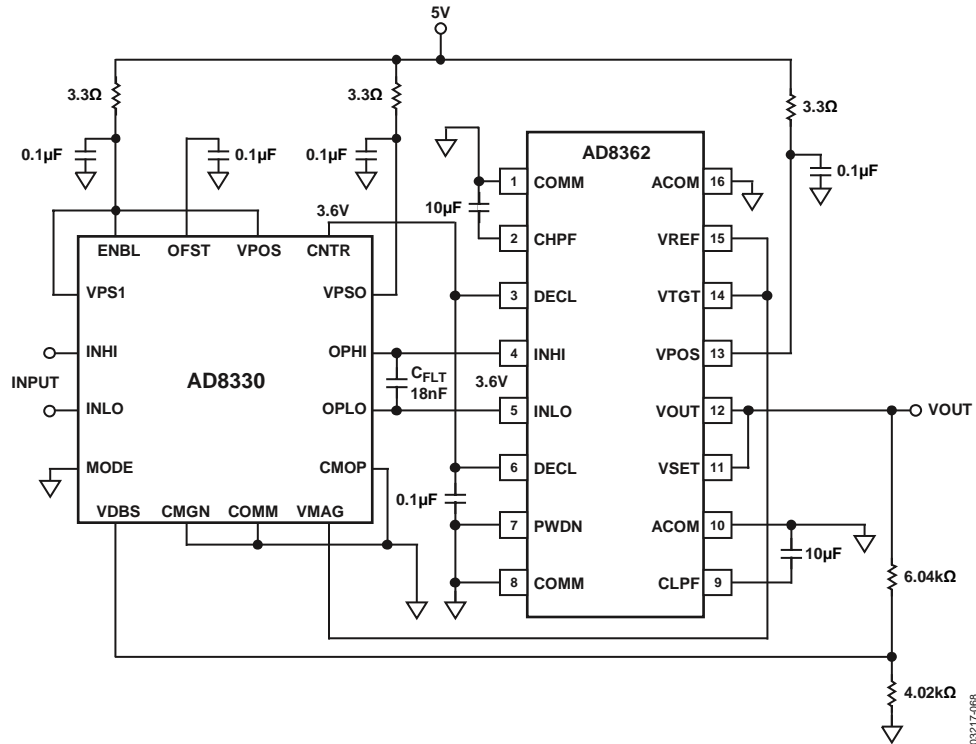 5V
3.3Ω
3.3Ω
3.3Ω
0.1µF
0.1µF
0.1µF
0.1µF
AD8362
1 COMM
ACOM 16
10µF
3.6V
2 CHPF
VREF 15
ENBL OFST VPOS CNTR
VPS1
VPSO
3 DECL
VTGT 14
INHI
OPHI
4 INHI
VPOS 13
INPUT
AD8330
CFLT
18nF
3.6V
INLO
OPLO
5 INLO
VOUT 12
VOUT
MODE
CMOP
6 DECL
VSET 11
VDBS CMGN COMM VMAG
0.1µF
7 PWDN
ACOM 10
10µF
6.04kΩ
8 COMM
CLPF 9
4.02kΩ
03217-068